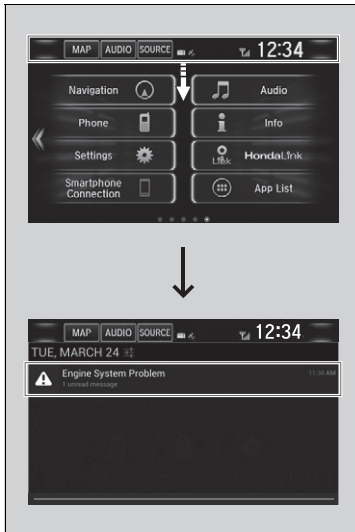 MAP AUDIO SOURCE 12:34
Navigation Audio
Phone Info
Settings Link HondaLink
Smartphone
Connection App List
MAP AUDIO SOURCE 12:34
TUE, MARCH 24
Engine System Problem 11:30 AM
1 unread message